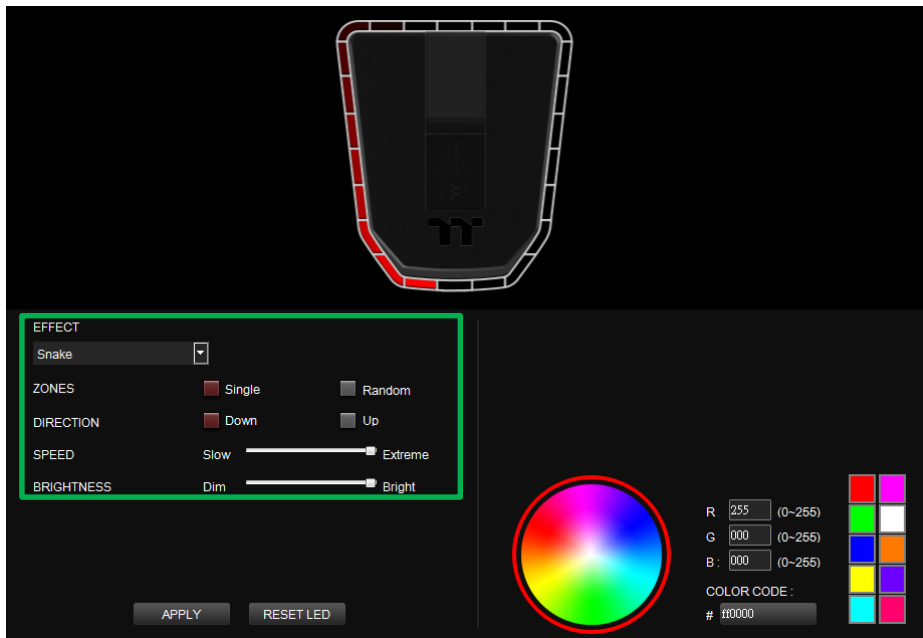 EFFECT
Snake
ZONES Single Random
DIRECTION Down Up
SPEED Slow Extreme
BRIGHTNESS Dim Bright
APPLY RESET LED
R 255 (0~255)
G 000 (0~255)
B : 000 (0~255)
COLOR CODE :
# ff0000